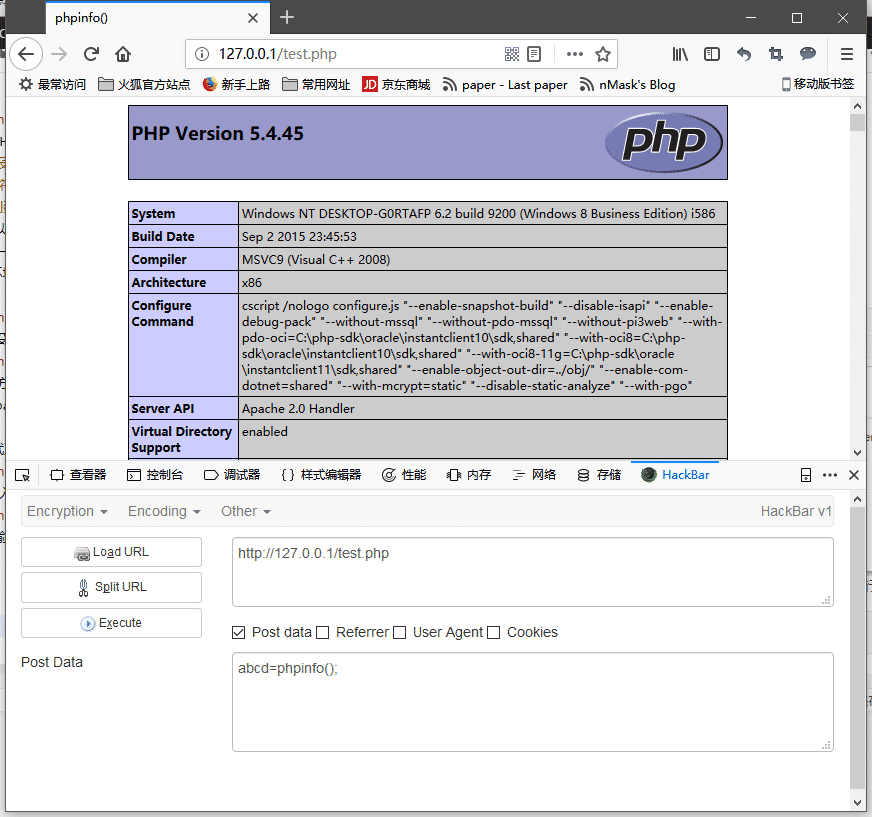 phpinfo()
127.0.0.1/test.php
最常访问 火狐官方站点 新手上路 常用网址 JD 京东商城 paper - Last paper nMask's Blog 移动版书签
PHP Version 5.4.45
php
System Windows NT DESKTOP-G0RTAFP 6.2 build 9200 (Windows 8 Business Edition) i586
Build Date Sep 2 2015 23:45:53
Compiler MSVC9 (Visual C++ 2008)
Architecture x86
Configure Command
cscript /nologo configure.js "--enable-snapshot-build" "--disable-isapi" "--enable-
debug-pack" "--without-mssql" "--without-pdo-mssql" "--without-pi3web" "--with-
pdo-oci=C:\php-sdk\oracle\instantclient10\sdk,shared" "--with-oci8=C:\php-
sdk\oracle\instantclient10\sdk,shared" "--with-oci8-11g=C:\php-sdk\oracle
\instantclient11\sdk,shared" "--enable-object-out-dir=../obj/" "--enable-com-
dotnet=shared" "--with-mcrypt=static" "--disable-static-analyze" "--with-pgo"
Server API Apache 2.0 Handler
Virtual Directory Support enabled
查看器 控制台 调试器 {} 样式编辑器 性能 内存 网络 存储 HackBar
Encryption Encoding Other HackBar v1
Load URL http://127.0.0.1/test.php
Split URL
Execute
Post data Referrer User Agent Cookies
Post Data abcd=phpinfo();